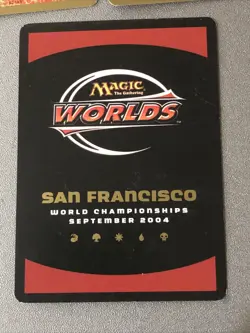 MAGIC
The Gathering
WORLDS
SAN FRANCISCO
WORLD CHAMPIONSHIPS
SEPTEMBER 2004